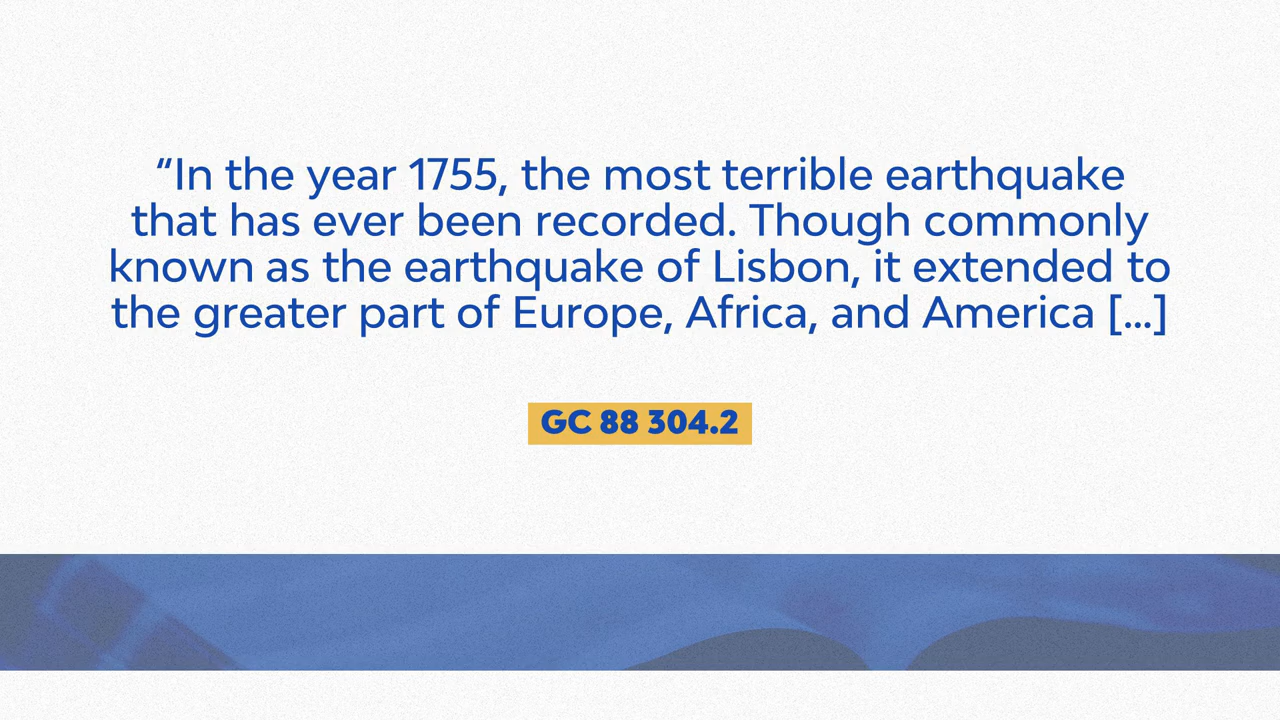 “In the year 1755, the most terrible earthquake
that has ever been recorded. Though commonly
known as the earthquake of Lisbon, it extended to
the greater part of Europe, Africa, and America [...]
GC 88 304.2